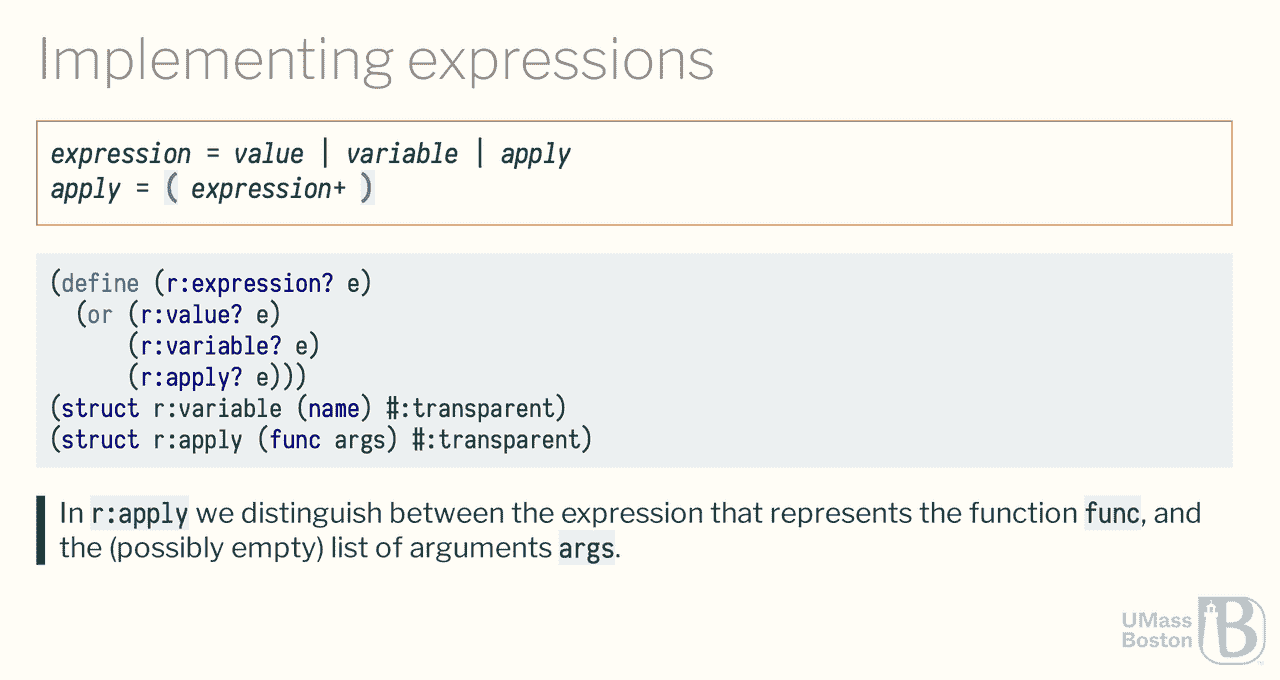 Implementing expressions
expression = value | variable | apply
apply = ( expression+ )
(define (r:expression? e)
  (or (r:value? e)
      (r:variable? e)
      (r:apply? e)))
(struct r:variable (name) #:transparent)
(struct r:apply (func args) #:transparent)
In r:apply we distinguish between the expression that represents the function func, and
the (possibly empty) list of arguments args.
UMass
Boston
B